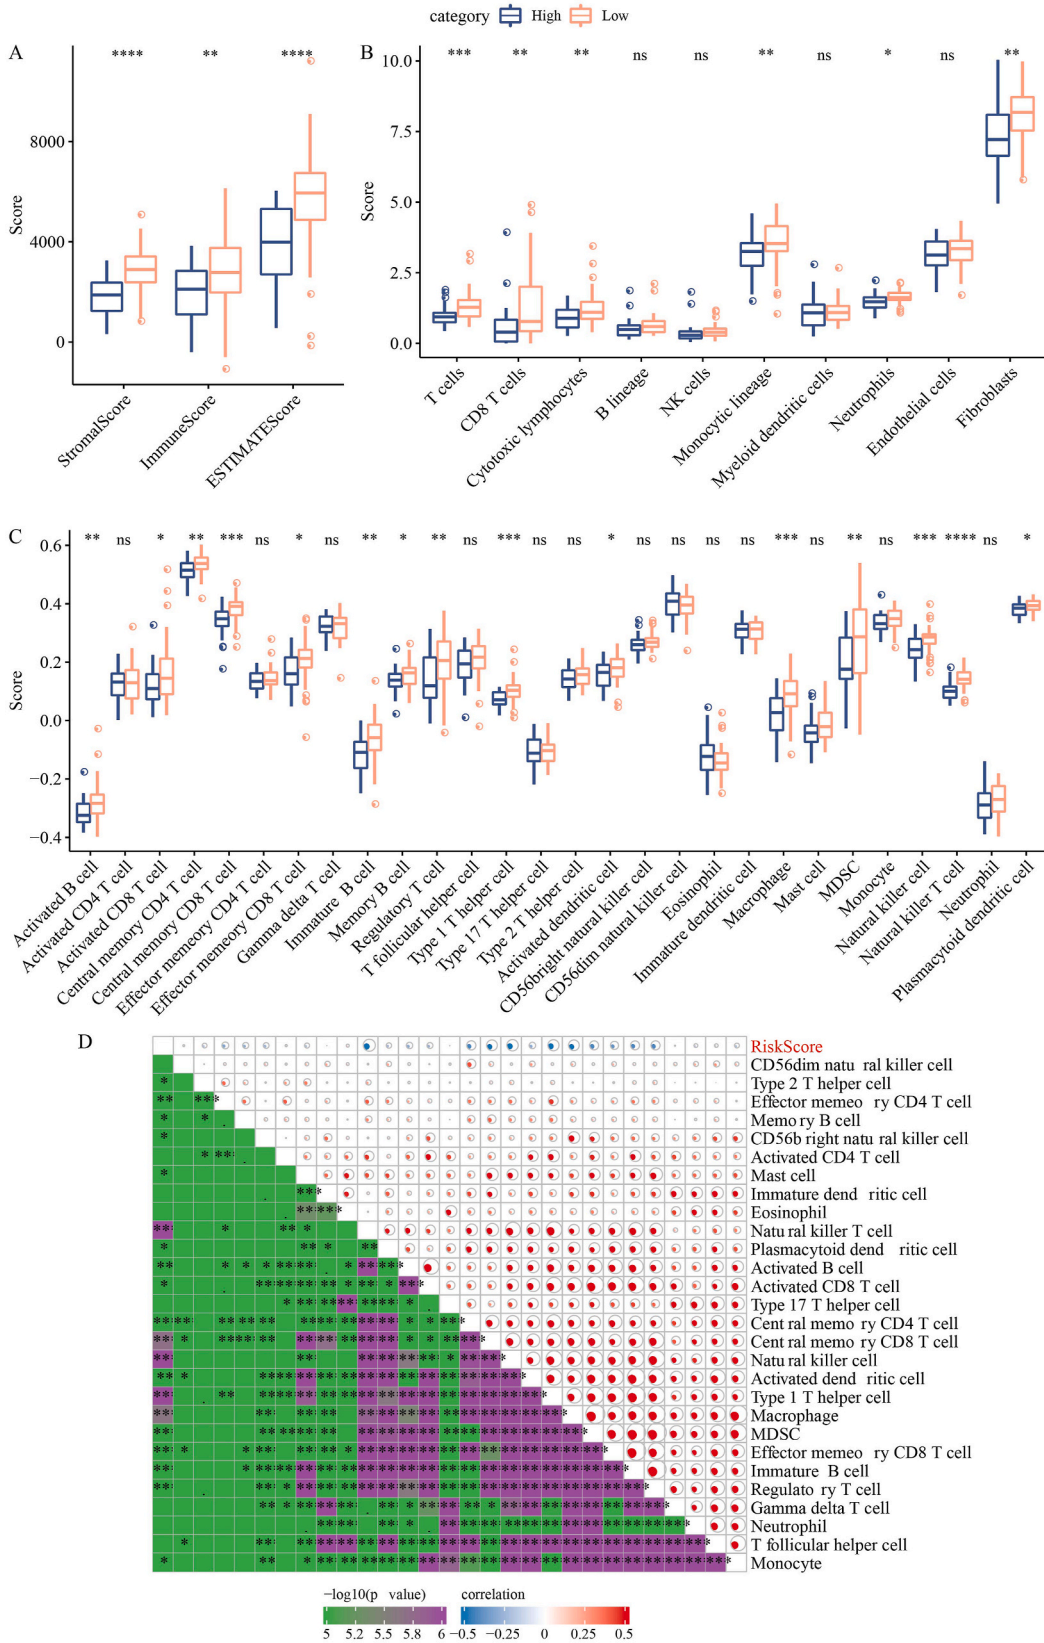 category High Low
A
**** ** ****
Score
8000
4000
0
StromalScore
ImmuneScore
ESTIMATEScore
B
*** ** ** ns ns ** ns * ns **
Score
10.0
7.5
5.0
2.5
0.0
T cells
CD8 T cells
Cytotoxic lymphocytes
B lineage
NK cells
Monocytic lineage
Myeloid dendritic cells
Neutrophils
Endothelial cells
Fibroblasts
C
** ns * ** *** ns * ns ** * ** ns *** ns ns * ns ns ns ns *** ns ** ns *** **** ns *
Score
0.6
0.4
0.2
0.0
−0.2
−0.4
Activated B cell
Activated CD4 T cell
Activated CD8 T cell
Central memory CD4 T cell
Central memory CD8 T cell
Effector memeory CD4 T cell
Effector memeory CD8 T cell
Gamma delta T cell
Immature B cell
Memory B cell
Regulatory T cell
T follicular helper cell
Type 1 T helper cell
Type 17 T helper cell
Type 2 T helper cell
Activated dendritic cell
CD56bright natural killer cell
CD56dim natural killer cell
Eosinophil
Immature dendritic cell
Macrophage
Mast cell
MDSC
Monocyte
Natural killer cell
Natural killer T cell
Neutrophil
Plasmacytoid dendritic cell
D
RiskScore
CD56dim natu ral killer cell
Type 2 T helper cell
Effector memeo ry CD4 T cell
Memo ry B cell
CD56b right natu ral killer cell
Activated CD4 T cell
Mast cell
Immature dend ritic cell
Eosinophil
Natu ral killer T cell
Plasmacytoid dend ritic cell
Activated B cell
Activated CD8 T cell
Type 17 T helper cell
Cent ral memo ry CD4 T cell
Cent ral memo ry CD8 T cell
Natu ral killer cell
Activated dend ritic cell
Type 1 T helper cell
Macrophage
MDSC
Effector memeo ry CD8 T cell
Immature B cell
Regulato ry T cell
Gamma delta T cell
Neutrophil
T follicular helper cell
Monocyte
−log10(p value)
5 5.2 5.5 5.8 6
correlation
−0.5 −0.25 0 0.25 0.5